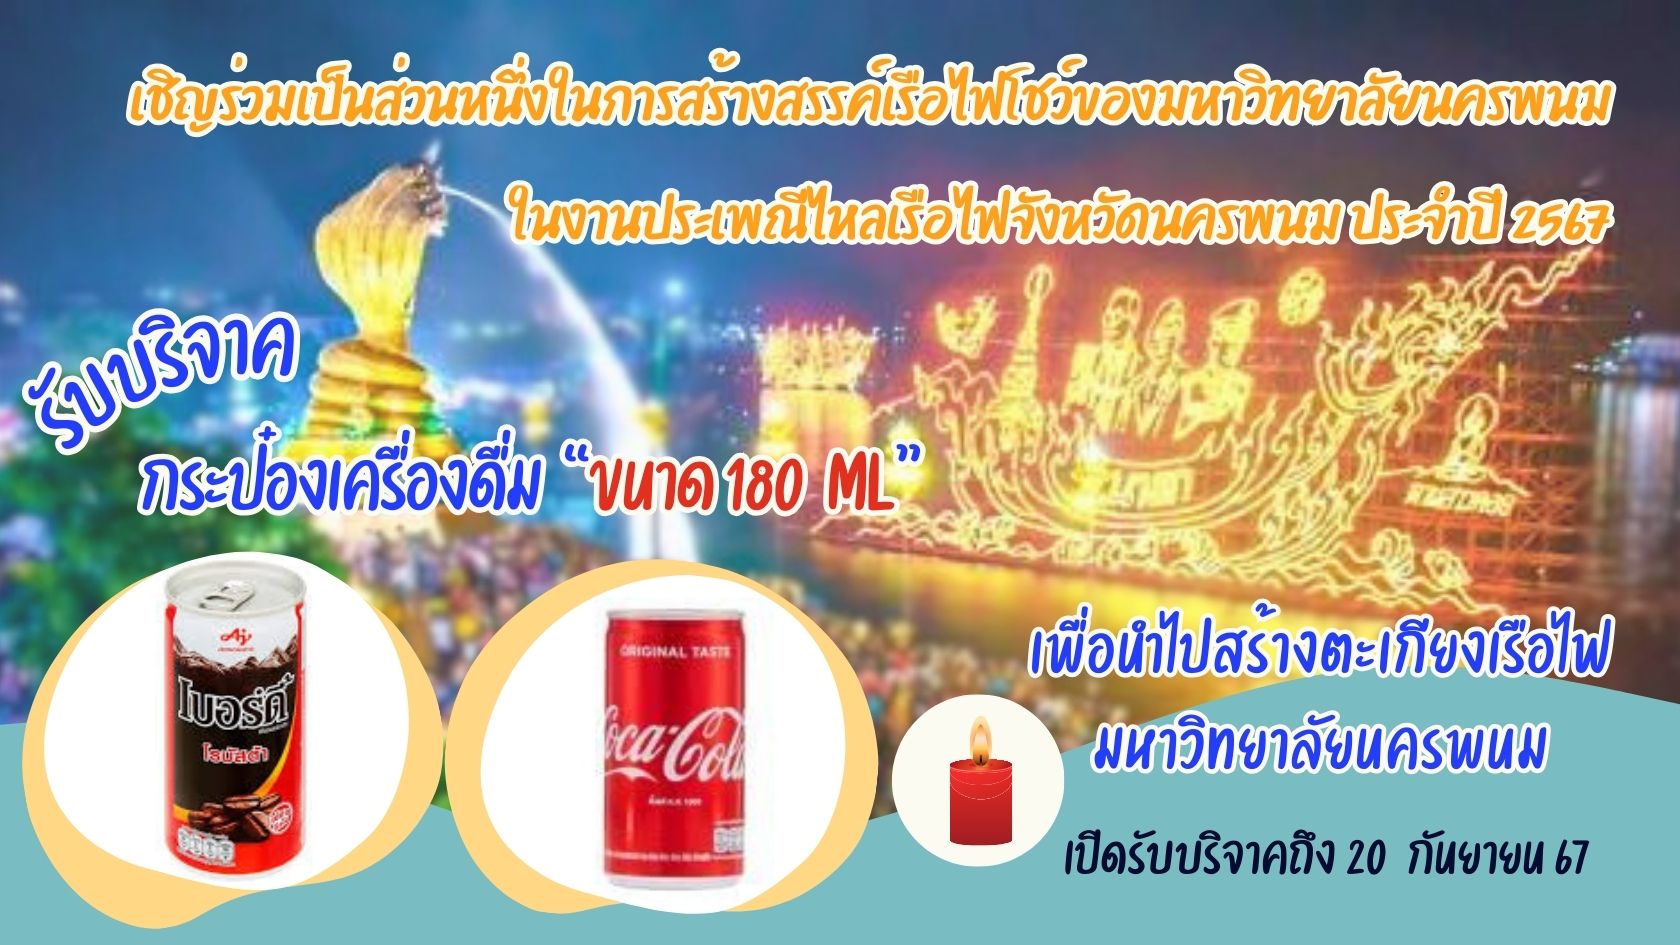 เชิญร่วมเป็นส่วนหนึ่งในการสร้างสรรค์เรือไฟโชว์ของมหาวิทยาลัยนครพนม
ในงานประเพณีไหลเรือไฟจังหวัดนครพนม ประจำปี 2567
รับบริจาค
กระป๋องเครื่องดื่ม “ขนาด 180 ML”
เพื่อนำไปสร้างตะเกียงเรือไฟ
มหาวิทยาลัยนครพนม
เปิดรับบริจาคถึง 20 กันยายน 67
Aj
เบอร์ดี้
โรบัสต้า
ORIGINAL TASTE
Coca-Cola